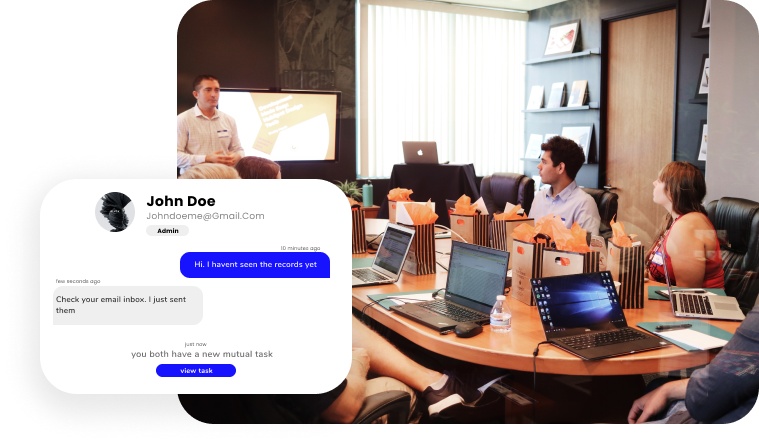 John Doe
Johndoeme@Gmail.Com
Admin
10 minutes ago
Hi. I havent seen the records yet
few seconds ago
Check your email inbox. I just sent
them
just now
you both have a new mutual task
view task